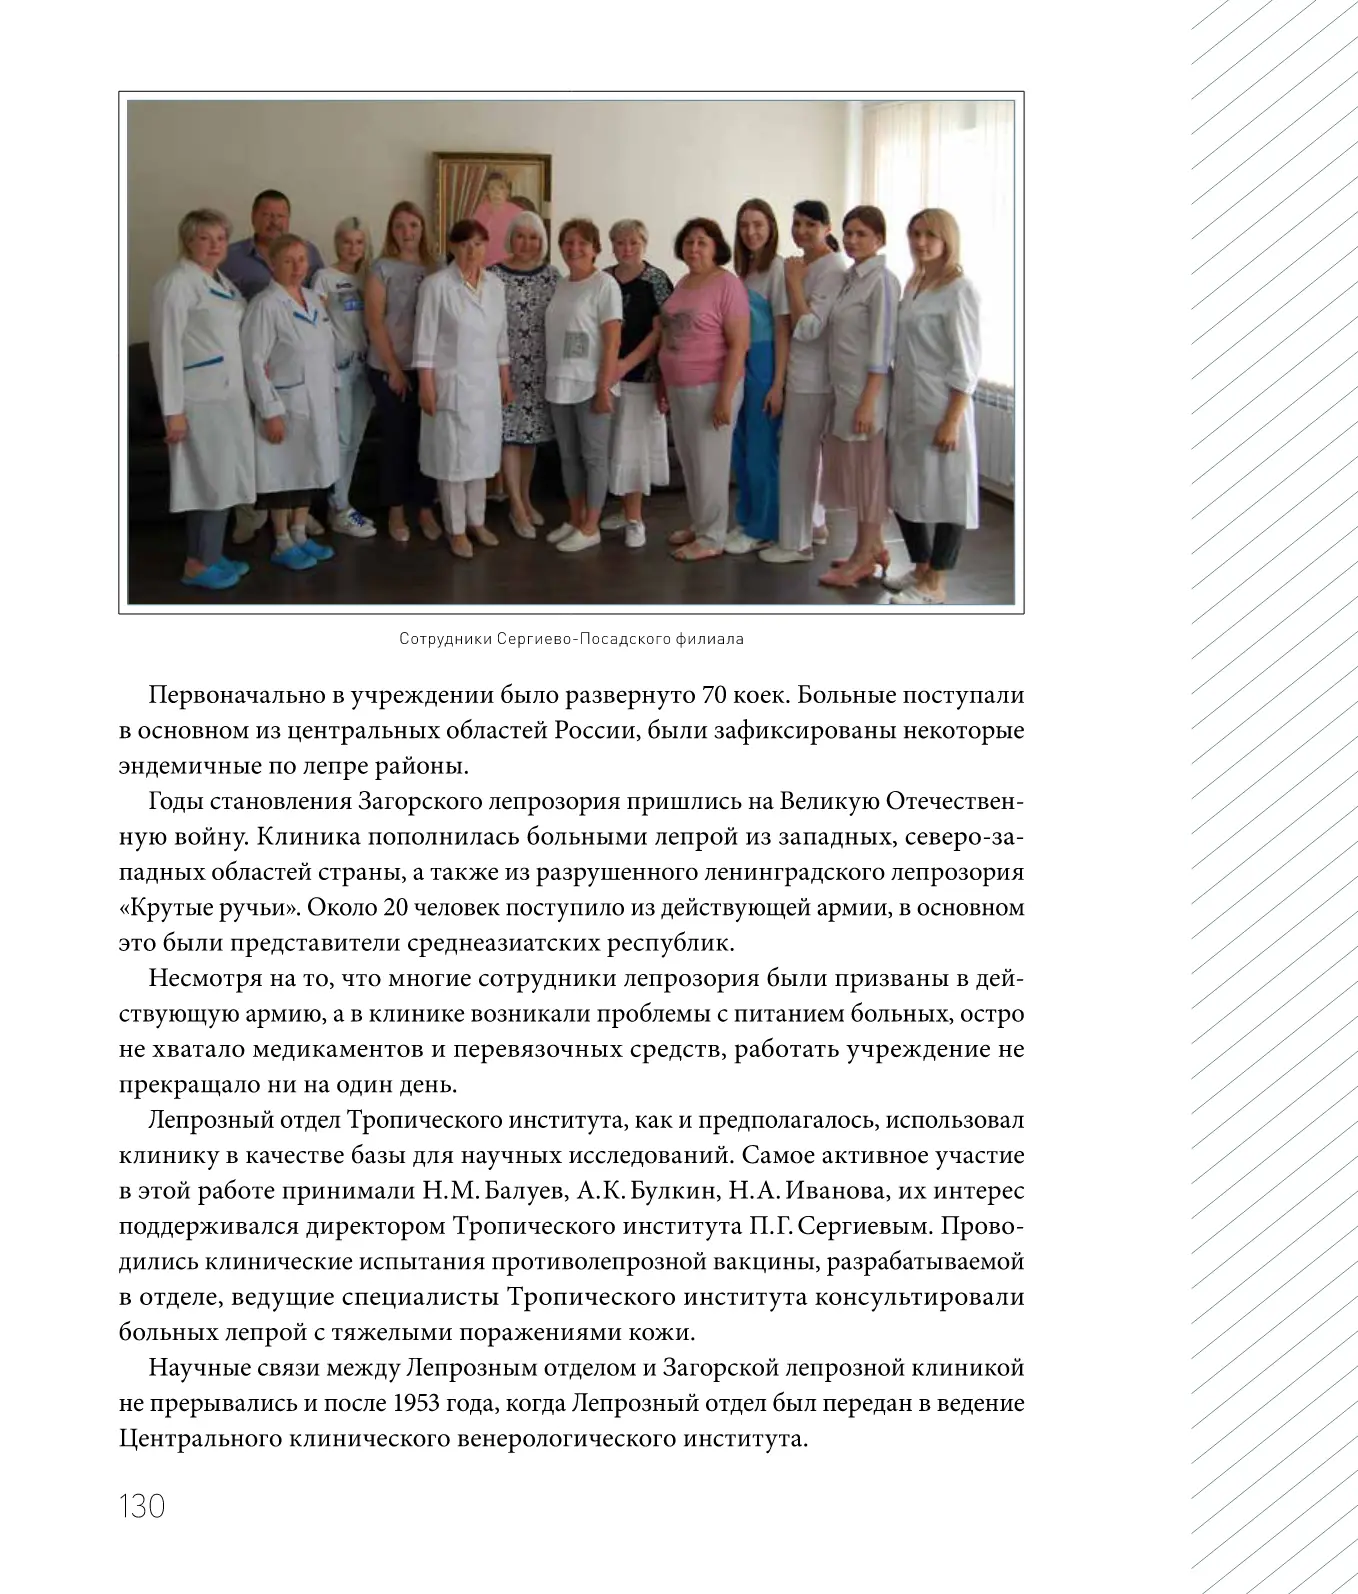 Сотрудники Сергиево-Посадского филиала
Первоначально в учреждении было развернуто 70 коек. Больные поступали
в основном из центральных областей России, были зафиксированы некоторые
эндемичные по лепре районы.
Годы становления Загорского лепрозория пришлись на Великую Отечествен-
ную войну. Клиника пополнилась больными лепрой из западных, северо-за-
падных областей страны, а также из разрушенного ленинградского лепрозория
«Крутые ручьи». Около 20 человек поступило из действующей армии, в основном
это были представители среднеазиатских республик.
Несмотря на то, что многие сотрудники лепрозория были призваны в дей-
ствующую армию, а в клинике возникали проблемы с питанием больных, остро
не хватало медикаментов и перевязочных средств, работать учреждение не
прекращало ни на один день.
Лепрозный отдел Тропического института, как и предполагалось, использовал
клинику в качестве базы для научных исследований. Самое активное участие
в этой работе принимали Н.М. Балуев, А.К. Булкин, Н.А. Иванова, их интерес
поддерживался директором Тропического института П.Г. Сергиевым. Прово-
дились клинические испытания противолепрозной вакцины, разрабатываемой
в отделе, ведущие специалисты Тропического института консультировали
больных лепрой с тяжелыми поражениями кожи.
Научные связи между Лепрозным отделом и Загорской лепрозной клиникой
не прерывались и после 1953 года, когда Лепрозный отдел был передан в ведение
Центрального клинического венерологического института.
130